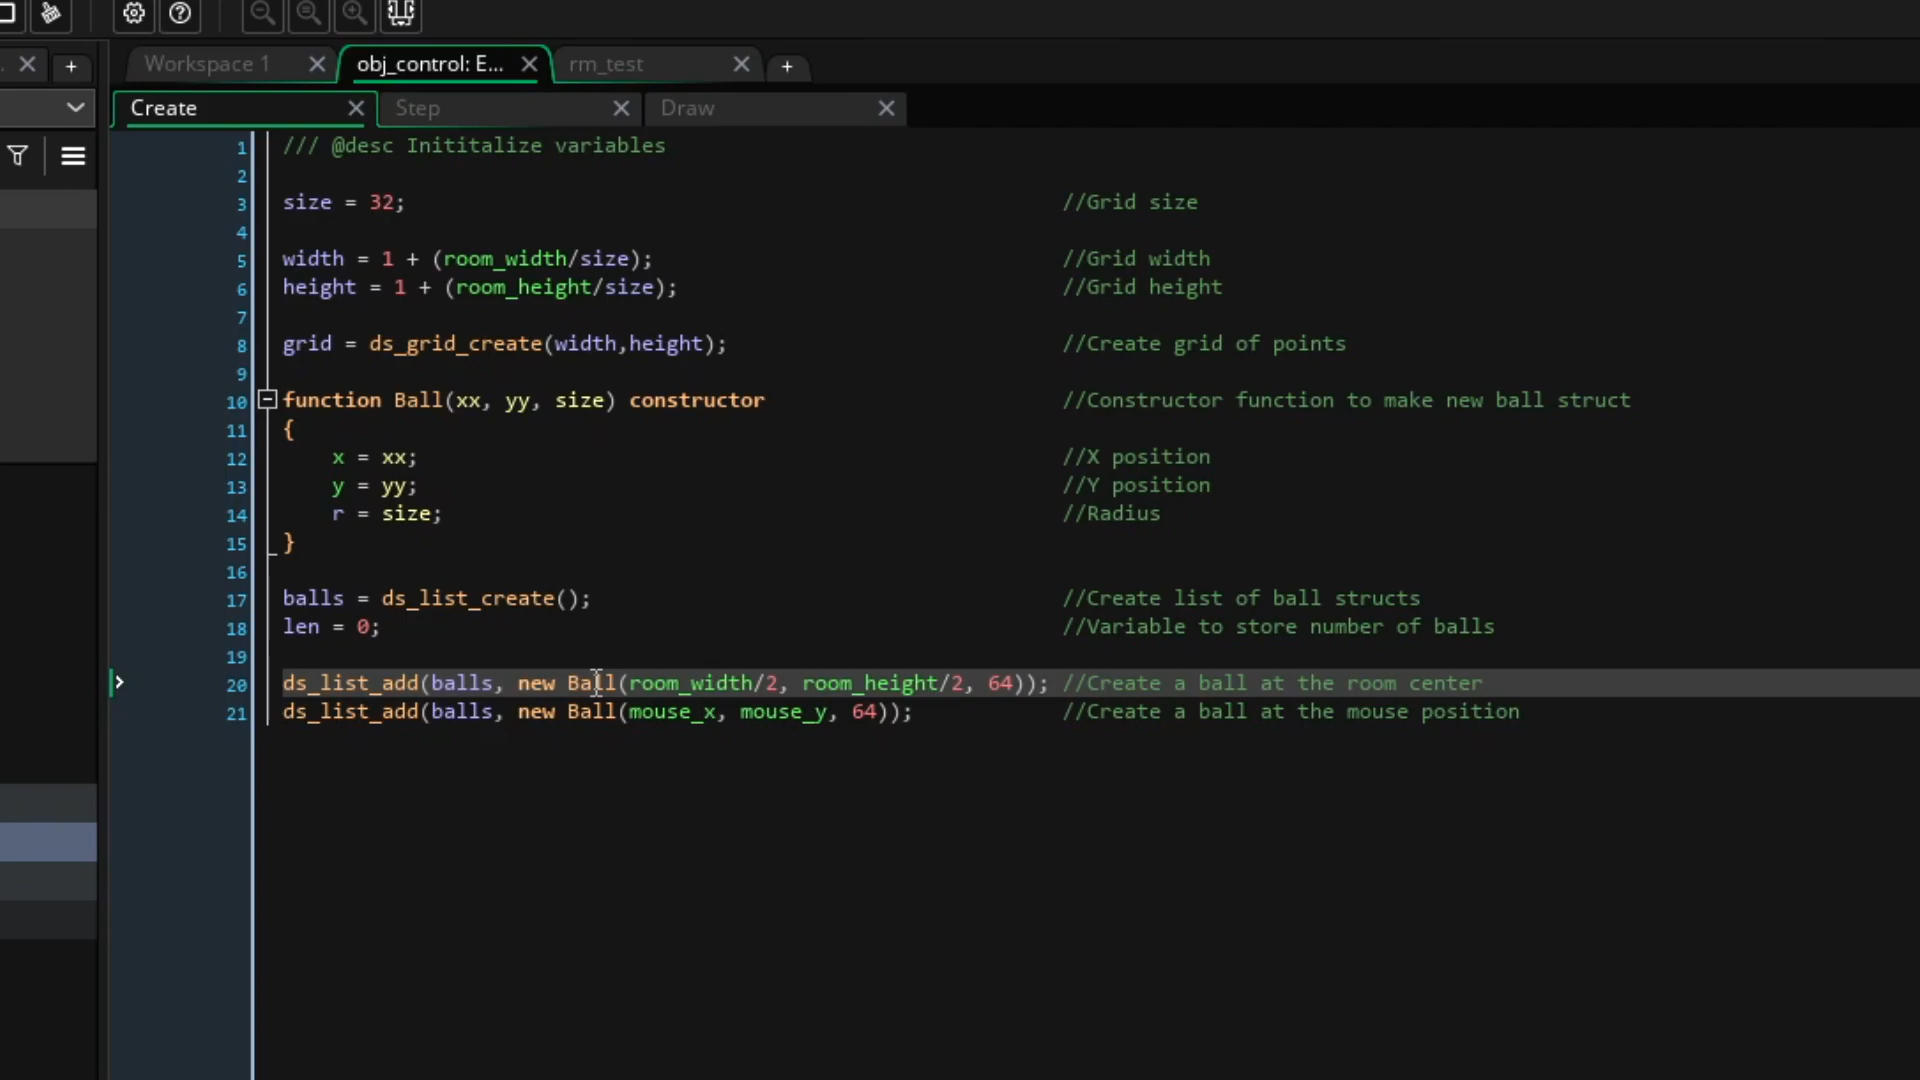 Workspace 1
obj_control: E...
rm_test
Create
Step
Draw
1 /// @desc Inititalize variables
2
3 size = 32; //Grid size
4
5 width = 1 + (room_width/size); //Grid width
6 height = 1 + (room_height/size); //Grid height
7
8 grid = ds_grid_create(width,height); //Create grid of points
9
10 function Ball(xx, yy, size) constructor //Constructor function to make new ball struct
11 {
12 x = xx; //X position
13 y = yy; //Y position
14 r = size; //Radius
15 }
16
17 balls = ds_list_create(); //Create list of ball structs
18 len = 0; //Variable to store number of balls
19
20 ds_list_add(balls, new Ball(room_width/2, room_height/2, 64)); //Create a ball at the room center
21 ds_list_add(balls, new Ball(mouse_x, mouse_y, 64)); //Create a ball at the mouse position